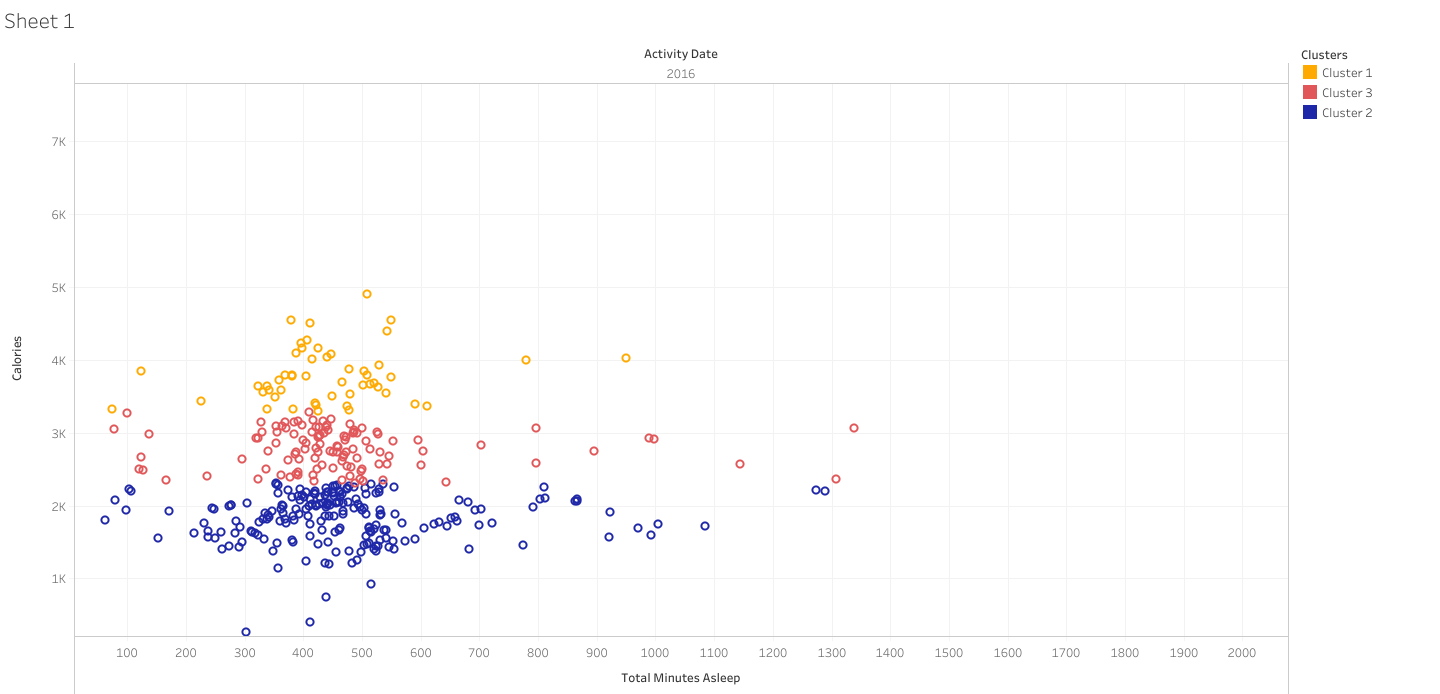 Sheet 1
Activity Date
2016
Clusters
Cluster 1
Cluster 3
Cluster 2
7K
6K
5K
4K
3K
2K
1K
Calories
100 200 300 400 500 600 700 800 900 1000 1100 1200 1300 1400 1500 1600 1700 1800 1900 2000
Total Minutes Asleep